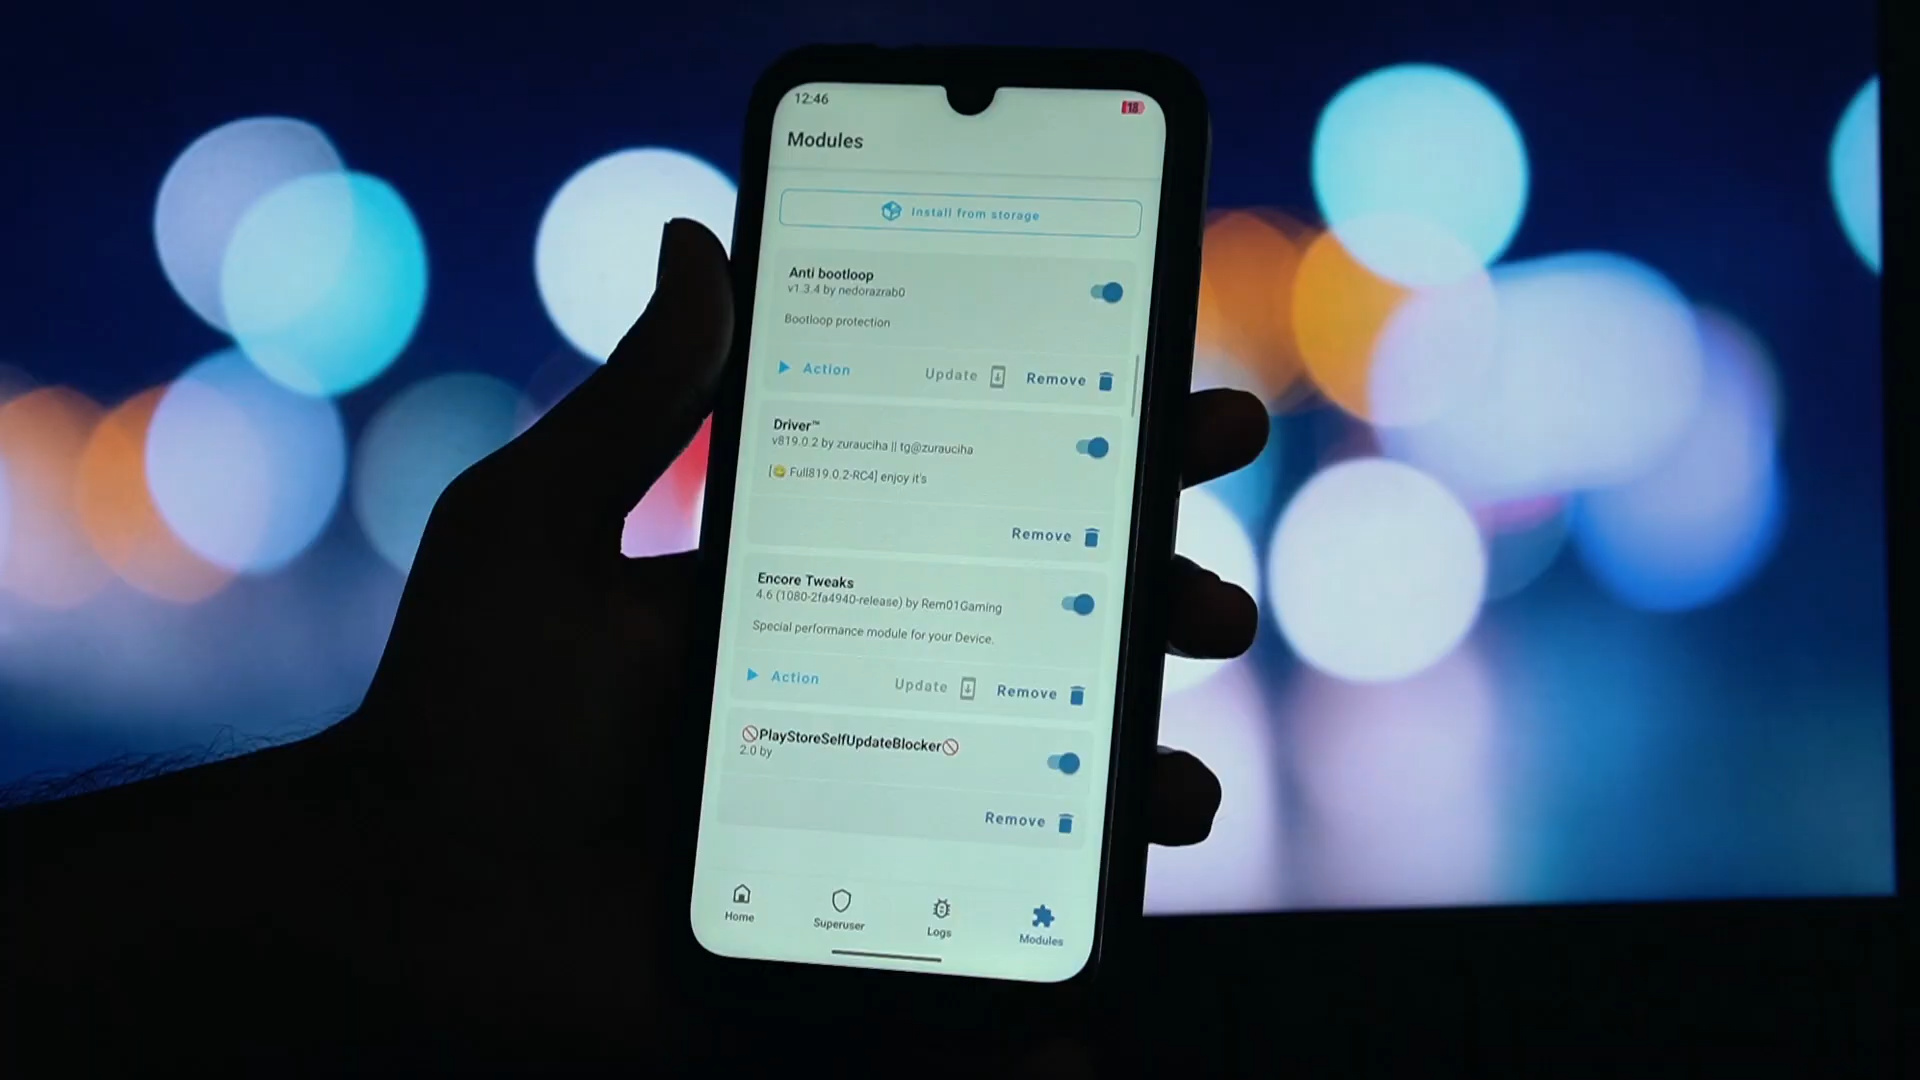 12:46
18
Modules
Install from storage
Anti bootloop
v1.3.4 by nedorazrab0
Bootloop protection
Action
Update
Remove
Driver™
v819.0.2 by zurauciha || tg@zurauciha
[😄 Full819.0.2-RC4] enjoy it's
Remove
Encore Tweaks
4.6 (1080-2fa4940-release) by Rem01Gaming
Special performance module for your Device.
Action
Update
Remove
🚫PlayStoreSelfUpdateBlocker🚫
2.0 by
Remove
Home
Superuser
Logs
Modules